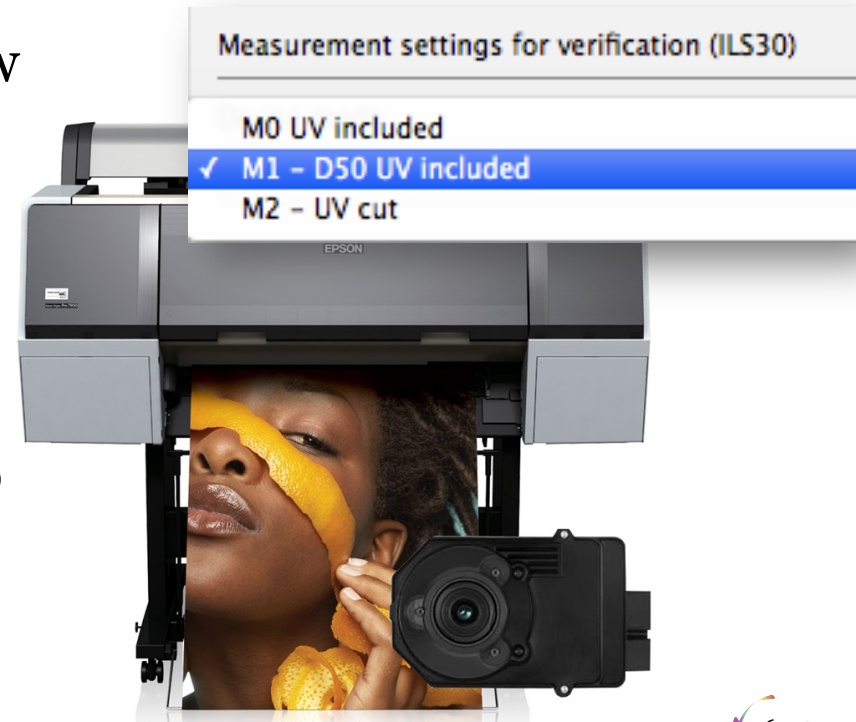 Measurement settings for verification (ILS30)
M0 UV included
✓ M1 – D50 UV included
M2 – UV cut
EPSON